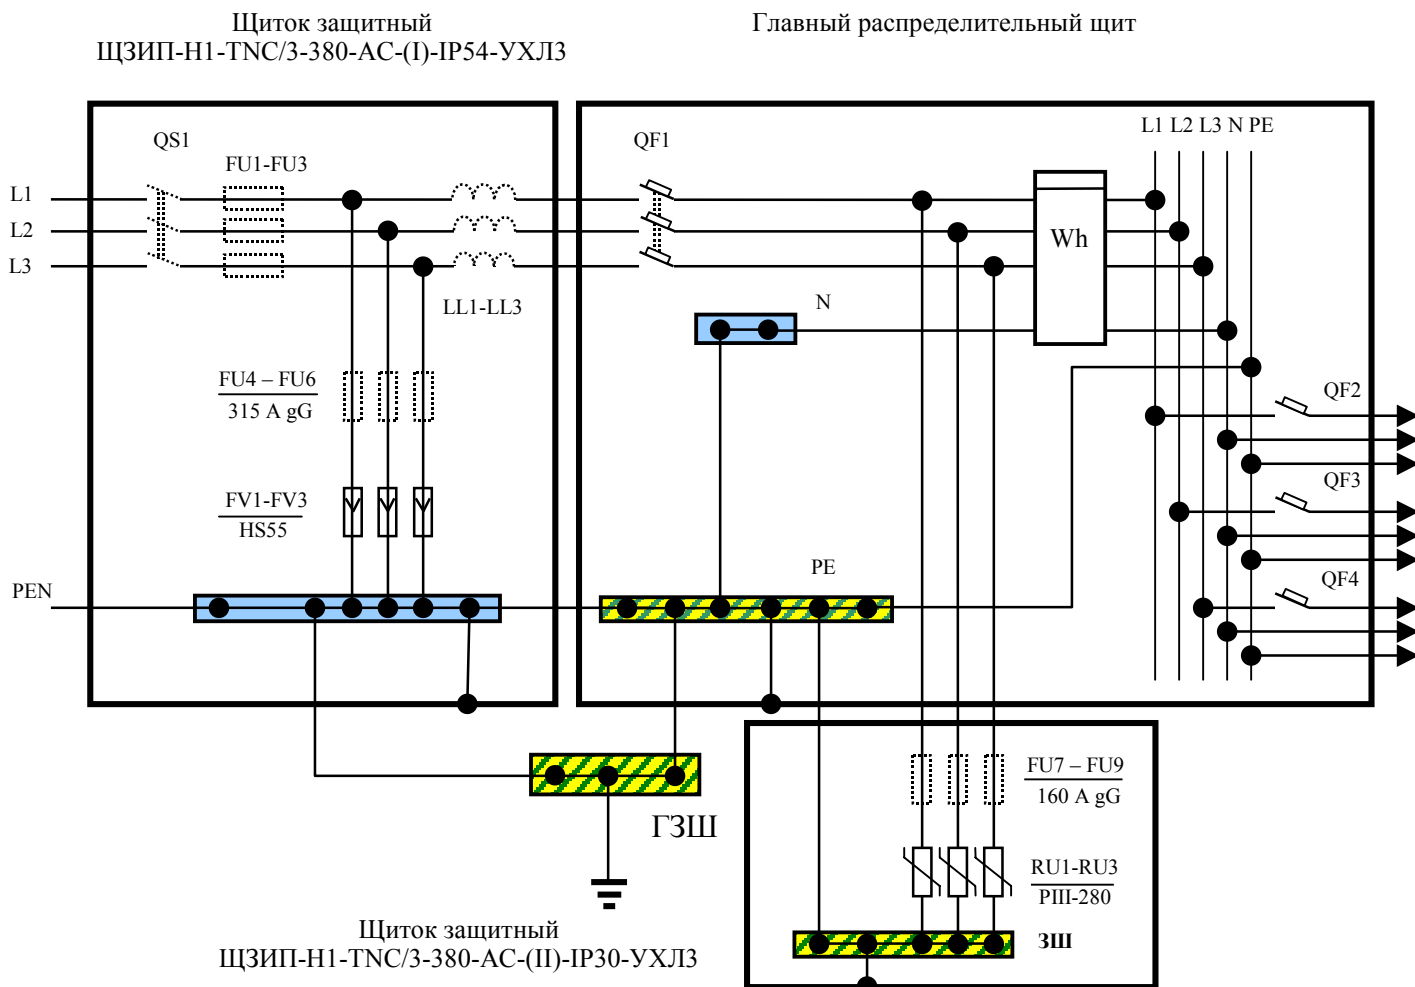 Щиток защитный
ЩЗИП-Н1-TNC/3-380-АС-(I)-IP54-УХЛ3
Главный распределительный щит
QS1
FU1-FU3
QF1
L1 L2 L3 N PE
L1
L2
L3
Wh
LL1-LL3
N
FU4 – FU6
315 A gG
QF2
FV1-FV3
HS55
QF3
PEN
PE
QF4
FU7 – FU9
160 A gG
ГЗШ
RU1-RU3
РIII-280
ЗШ
Щиток защитный
ЩЗИП-Н1-TNC/3-380-АС-(II)-IP30-УХЛ3